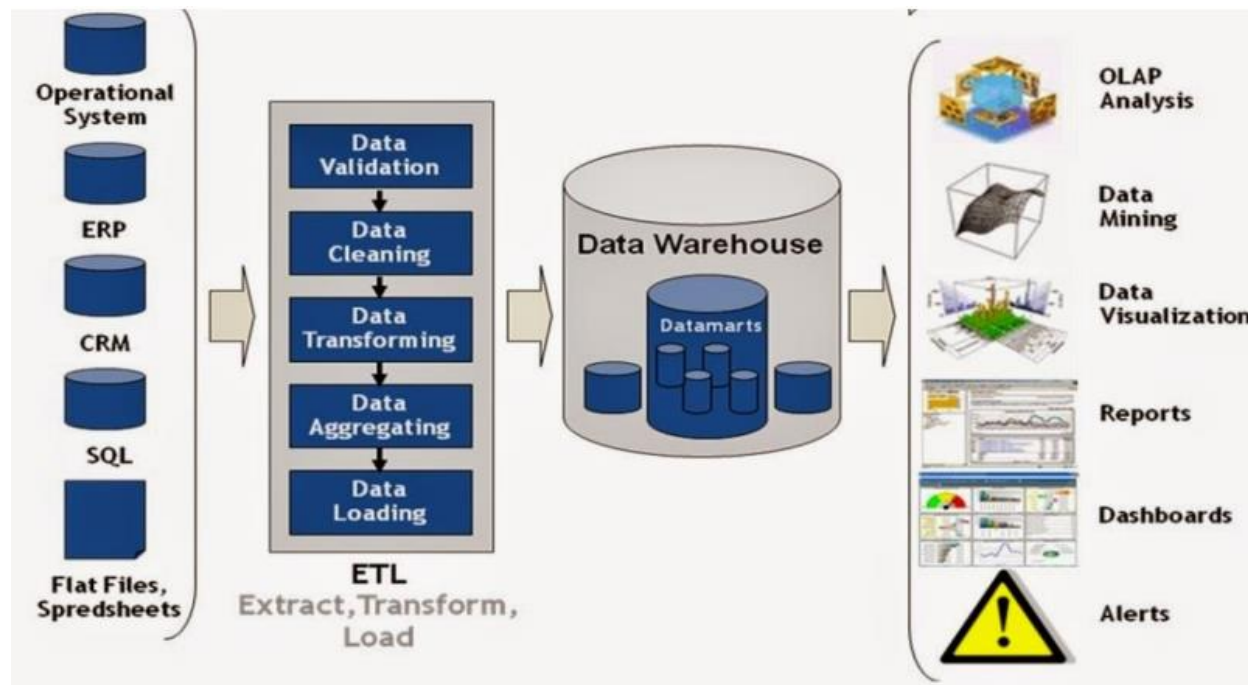 Operational
System
ERP
CRM
SQL
Flat Files,
Spredsheets
Data
Validation
Data
Cleaning
Data
Transforming
Data
Aggregating
Data
Loading
ETL
Extract,Transform,
Load
Data Warehouse
Datamarts
OLAP
Analysis
Data
Mining
Data
Visualization
Reports
Dashboards
Alerts